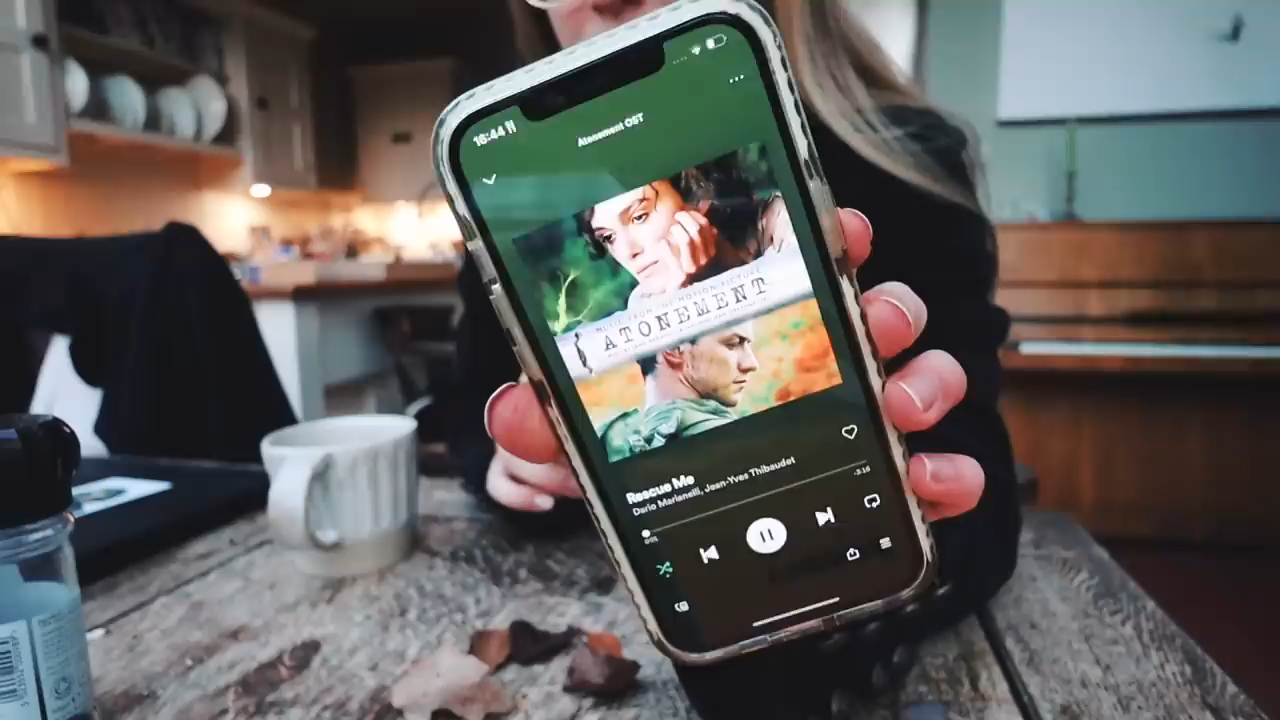 16:44
Atonement OST
MUSIC FROM THE MOTION PICTURE
ATONEMENT
Rescue Me
Dario Marianelli, Jean-Yves Thibaudet
0:01
-3:16